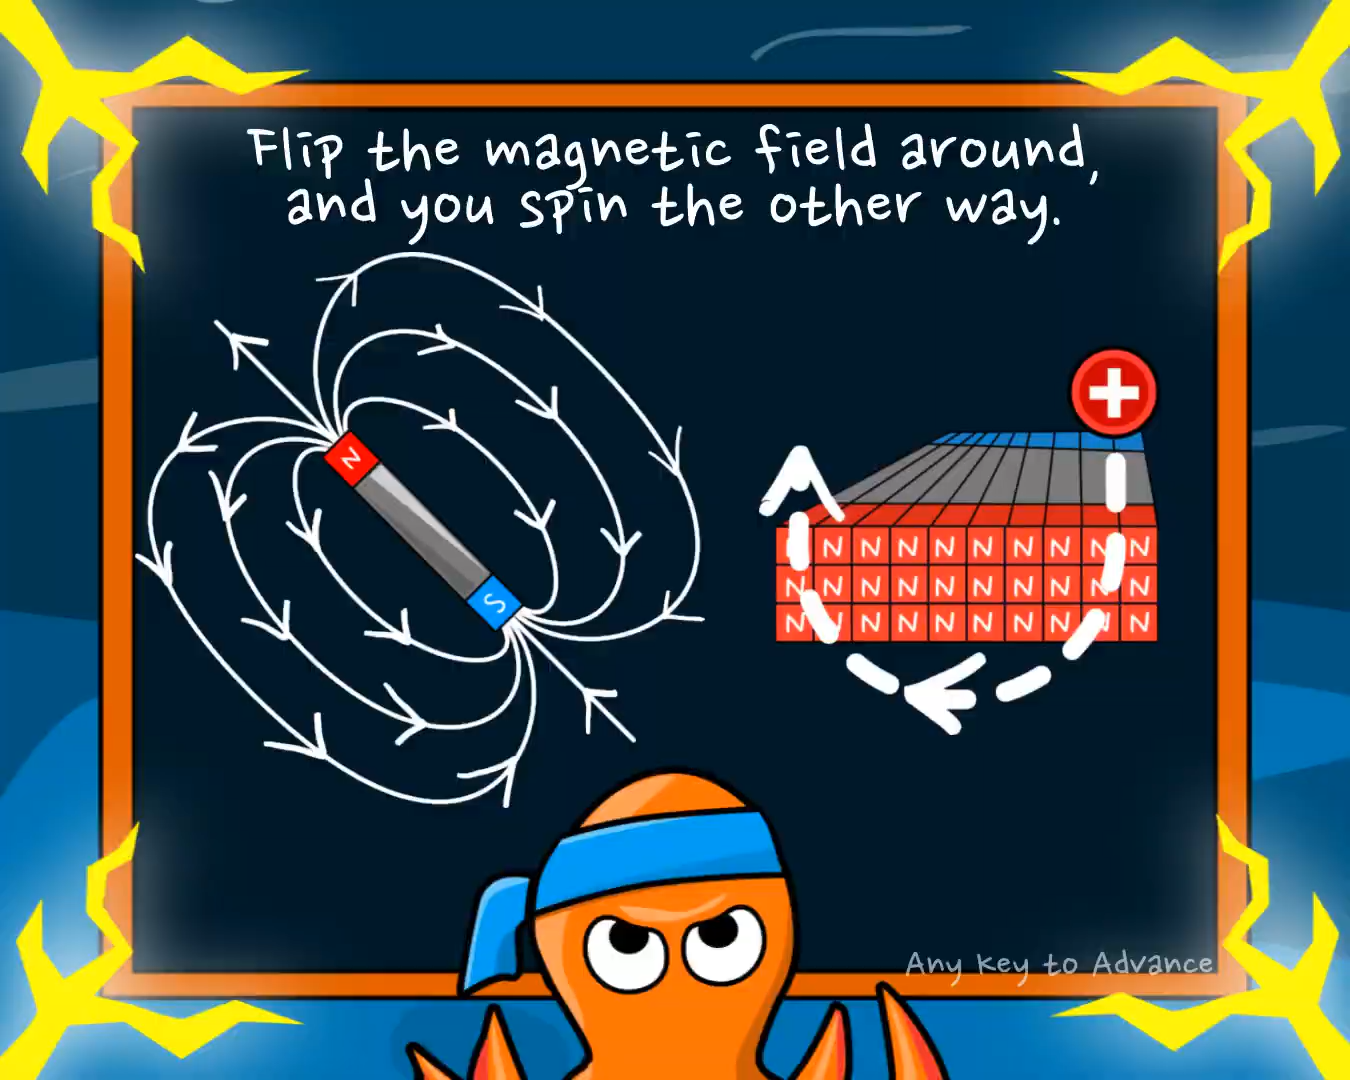 Flip the magnetic field around,
and you spin the other way.
N
S
N N N N N N N N N
N N N N N N N N N N
N N N N N N N N N N
Any Key to Advance